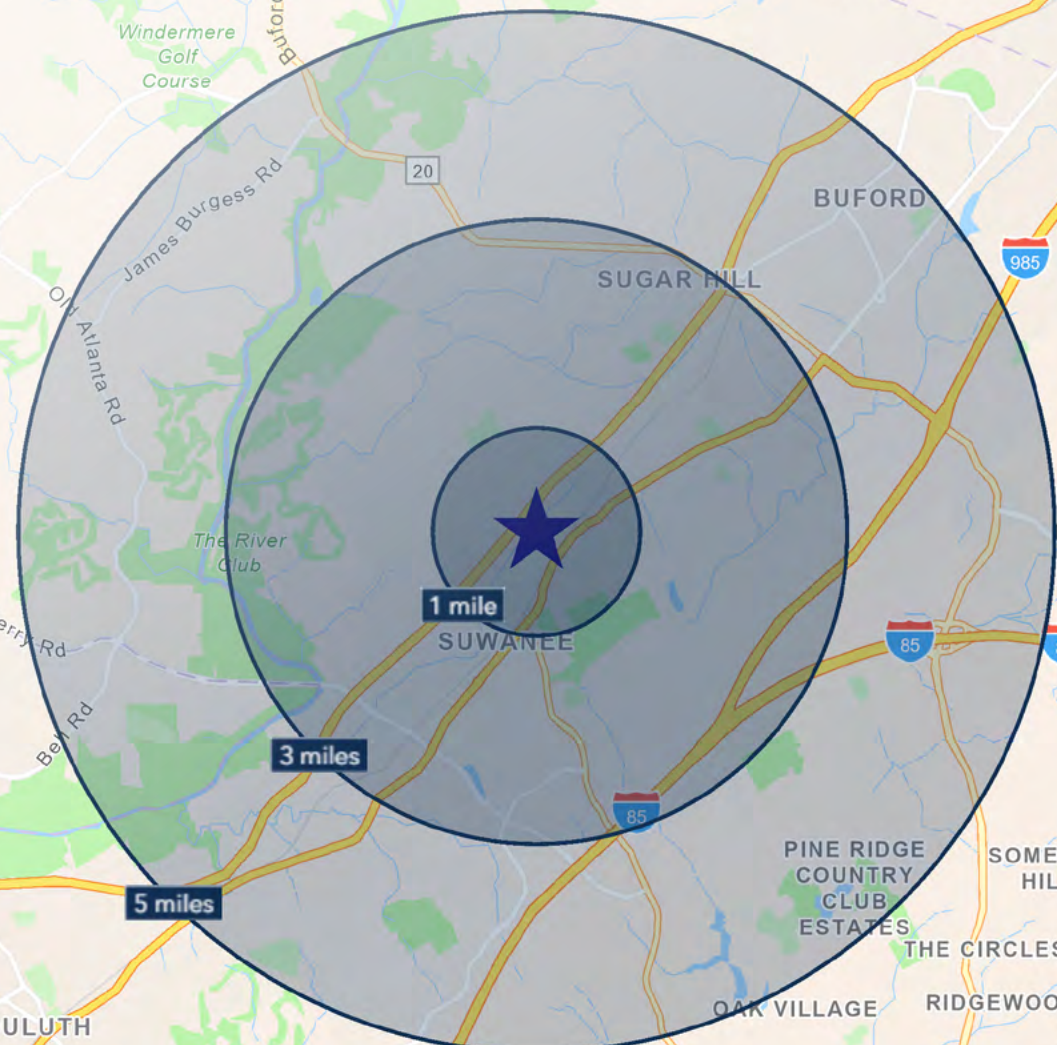 Windermere
Golf
Course
Buford
20
James Burgess Rd
BUFORD
985
SUGAR HILL
Old Atlanta Rd
The River
Club
1 mile
SUWANEE
erry Rd
85
Bell Rd
3 miles
85
PINE RIDGE
COUNTRY
CLUB
ESTATES
SOME
HIL
5 miles
THE CIRCLES
OAK VILLAGE
RIDGEWOO
ULUTH